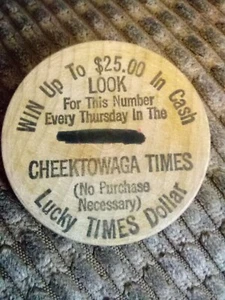 WIN Up To $25.00 In Cash
LOOK
For This Number
Every Thursday In The
CHEEKTOWAGA TIMES
(No Purchase
Necessary)
Lucky TIMES Dollar